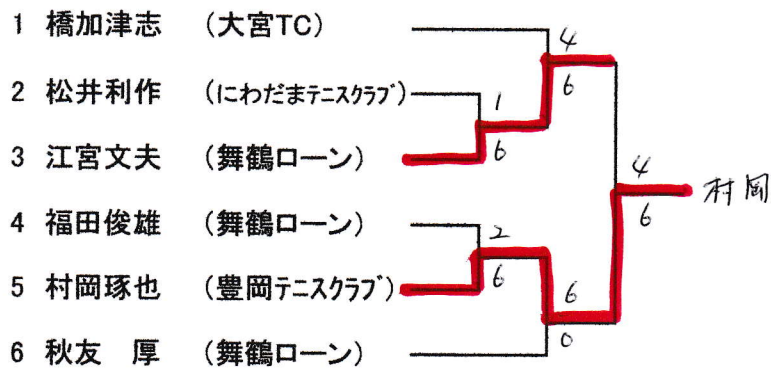 1 橋加津志 （大宮TC）
4
6
2 松井利作 （にわだまテニスクラブ）
1
6
3 江宮文夫 （舞鶴ローン）
4
6
村岡
4 福田俊雄 （舞鶴ローン）
2
6
5 村岡琢也 （豊岡テニスクラブ）
6
0
6 秋友　厚 （舞鶴ローン）